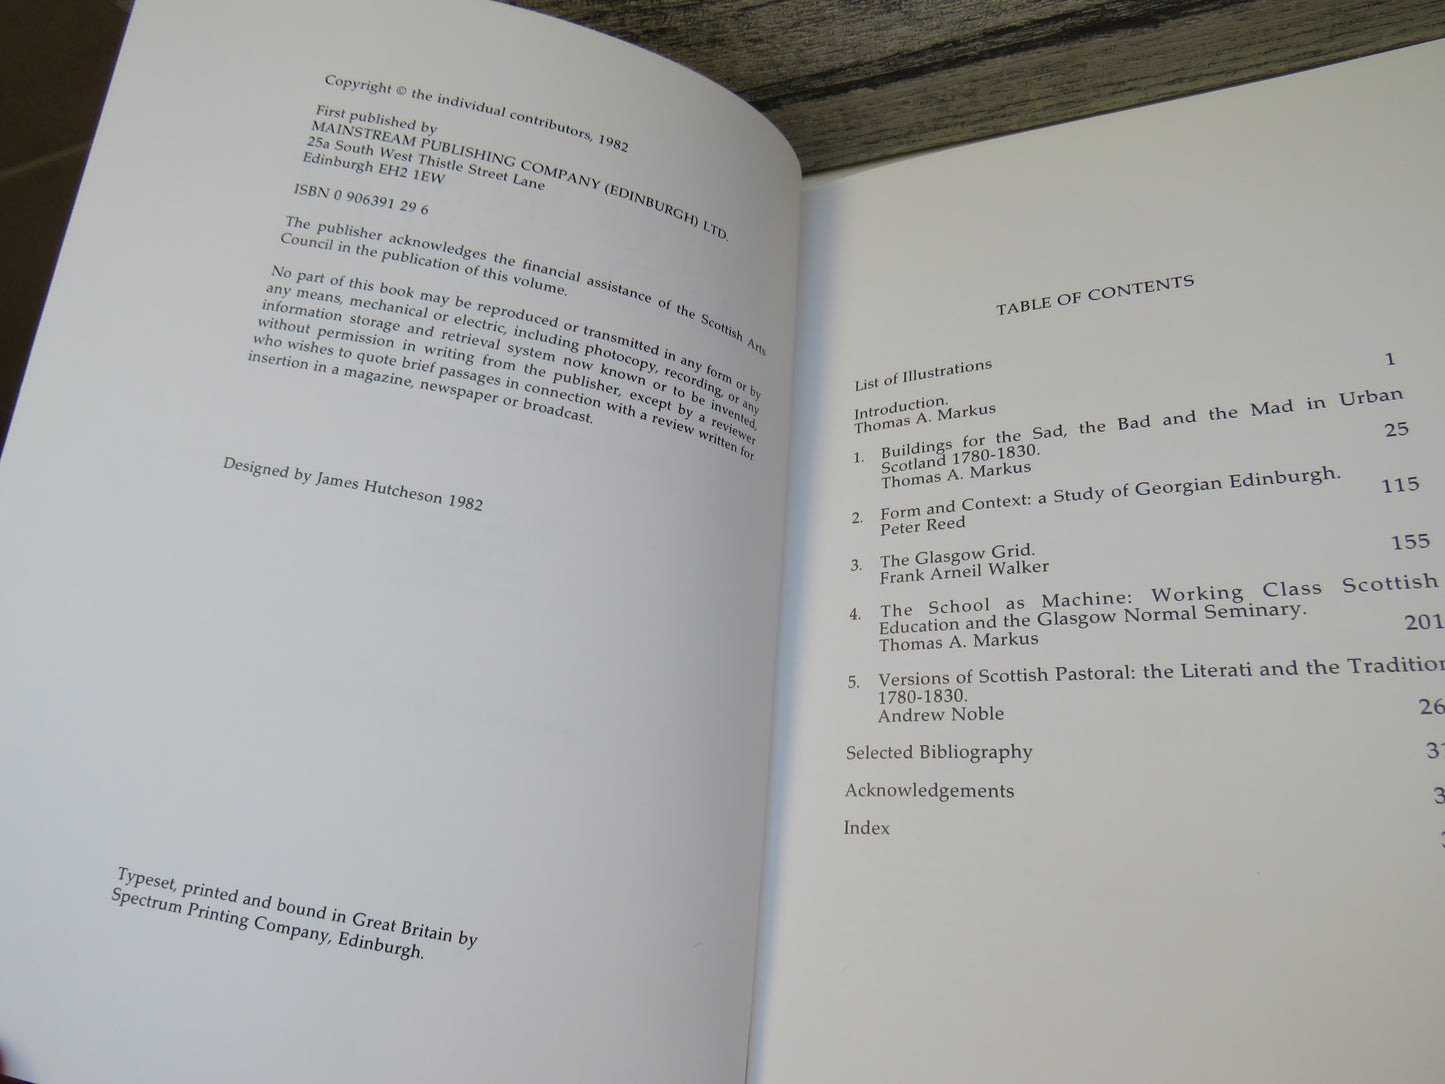 Copyright © the individual contributors, 1982
First published by
MAINSTREAM PUBLISHING COMPANY (EDINBURGH) LTD.
25a South West Thistle Street Lane
Edinburgh EH2 1EW
ISBN 0 906391 29 6
The publisher acknowledges the financial assistance of the Scottish Arts
Council in the publication of this volume.
No part of this book may be reproduced or transmitted in any form or by
any means, mechanical or electric, including photocopy, recording, or any
information storage and retrieval system now known or to be invented,
without permission in writing from the publisher, except by a reviewer
who wishes to quote brief passages in connection with a review written for
insertion in a magazine, newspaper or broadcast.
Designed by James Hutcheson 1982
Typeset, printed and bound in Great Britain by
Spectrum Printing Company, Edinburgh.
TABLE OF CONTENTS
List of Illustrations
Introduction.
Thomas A. Markus 1
1. Buildings for the Sad, the Bad and the Mad in Urban
Scotland 1780-1830.
Thomas A. Markus 25
2. Form and Context: a Study of Georgian Edinburgh.
Peter Reed 115
3. The Glasgow Grid.
Frank Arneil Walker 155
4. The School as Machine: Working Class Scottish
Education and the Glasgow Normal Seminary.
Thomas A. Markus 201
5. Versions of Scottish Pastoral: the Literati and the Tradition
1780-1830.
Andrew Noble
Selected Bibliography
Acknowledgements
Index